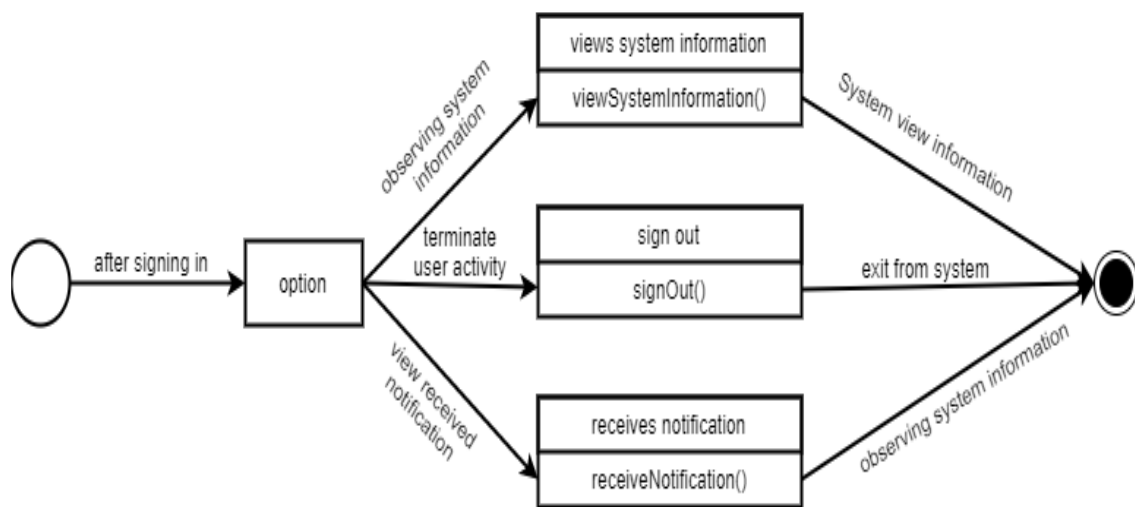 after signing in
option
observing system
information
terminate
user activity
view received
notification
views system information
viewSystemInformation()
sign out
signOut()
receives notification
receiveNotification()
System view information
exit from system
observing system information